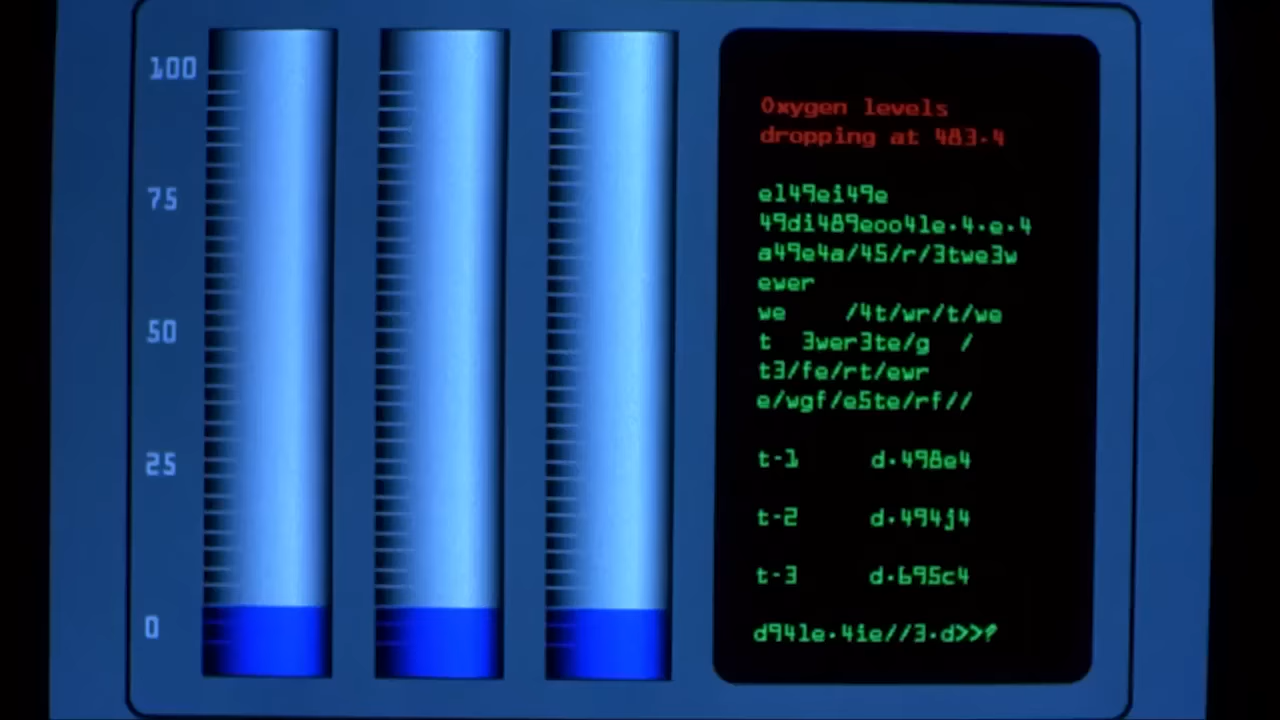 100
75
50
25
0
Oxygen levels
dropping at 483.4
el49ei49e
49di489eoo4le.4.e.4
a49e4a/45/r/3twe3w
ewer
we /4t/wr/t/we
t 3wer3te/g /
t3/fe/rt/ewr
e/wgf/e5te/rf//
t-1 d.498e4
t-2 d.494j4
t-3 d.695c4
d94le.4ie//3.d>>?